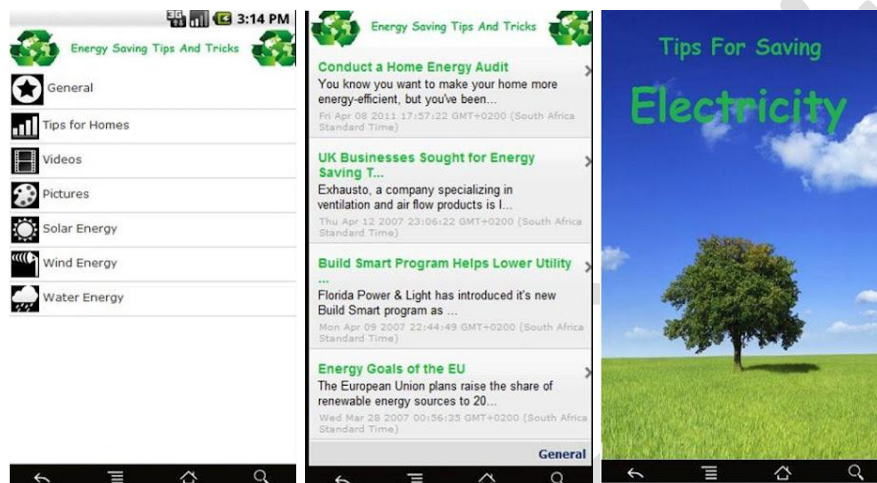 3G
3:14 PM
Energy Saving Tips And Tricks
General
Tips for Homes
Videos
Pictures
Solar Energy
Wind Energy
Water Energy
Energy Saving Tips And Tricks
Conduct a Home Energy Audit
You know you want to make your home more
energy-efficient, but you've been...
Fri Apr 08 2011 17:57:22 GMT+0200 (South Africa
Standard Time)
UK Businesses Sought for Energy
Saving T...
Exhausto, a company specializing in
ventilation and air flow products is l...
Thu Apr 12 2007 23:06:22 GMT+0200 (South Africa
Standard Time)
Build Smart Program Helps Lower Utility
...
Florida Power & Light has introduced it's new
Build Smart program as ...
Mon Apr 09 2007 22:44:49 GMT+0200 (South Africa
Standard Time)
Energy Goals of the EU
The European Union plans raise the share of
renewable energy sources to 20...
Wed Mar 28 2007 00:56:35 GMT+0200 (South Africa
Standard Time)
General
Tips For Saving
Electricity